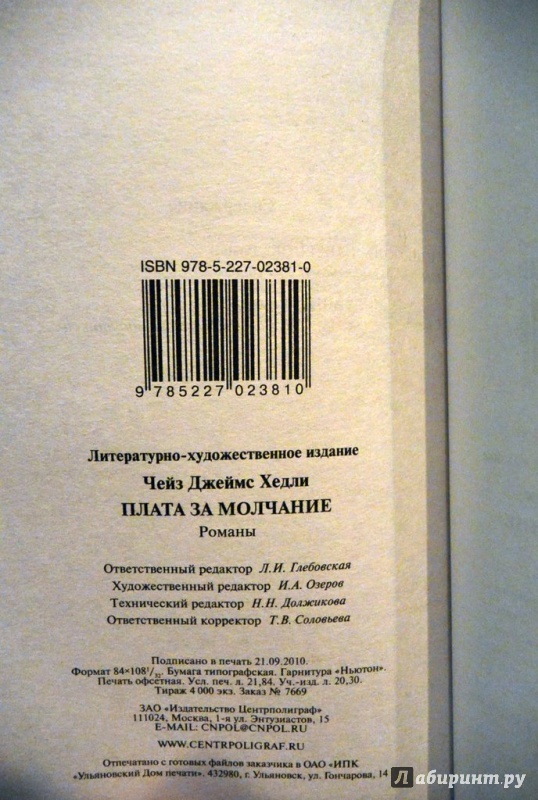 ISBN 978-5-227-02381-0
9 785227 023810
Литературно-художественное издание
Чейз Джеймс Хедли
ПЛАТА ЗА МОЛЧАНИЕ
Романы
Ответственный редактор Л.И. Глебовская
Художественный редактор И.А. Озеров
Технический редактор Н.Н. Должикова
Ответственный корректор Т.В. Соловьева
Подписано в печать 21.09.2010.
Формат 84×108¹/₃₂. Бумага типографская. Гарнитура «Ньютон».
Печать офсетная. Усл. печ. л. 21,84. Уч.-изд. л. 20,30.
Тираж 4 000 экз. Заказ № 7669
ЗАО «Издательство Центрполиграф»
111024, Москва, 1-я ул. Энтузиастов, 15
E-MAIL: CNPOL@CNPOL.RU
WWW.CENTRPOLIGRAF.RU
Отпечатано с готовых файлов заказчика в ОАО «ИПК
«Ульяновский Дом печати». 432980, г. Ульяновск, ул. Гончарова, 14
Лабиринт.ру